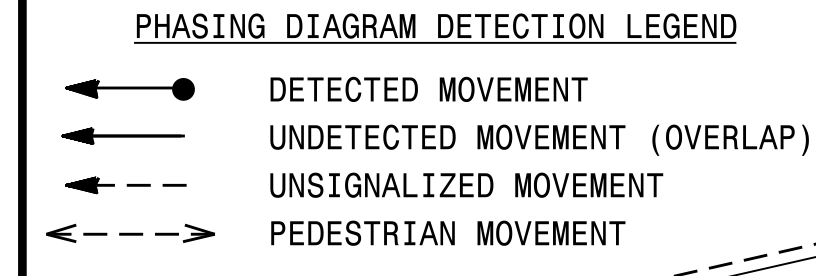 PHASING DIAGRAM DETECTION LEGEND
DETECTED MOVEMENT
UNDETECTED MOVEMENT (OVERLAP)
UNSIGNALIZED MOVEMENT
PEDESTRIAN MOVEMENT